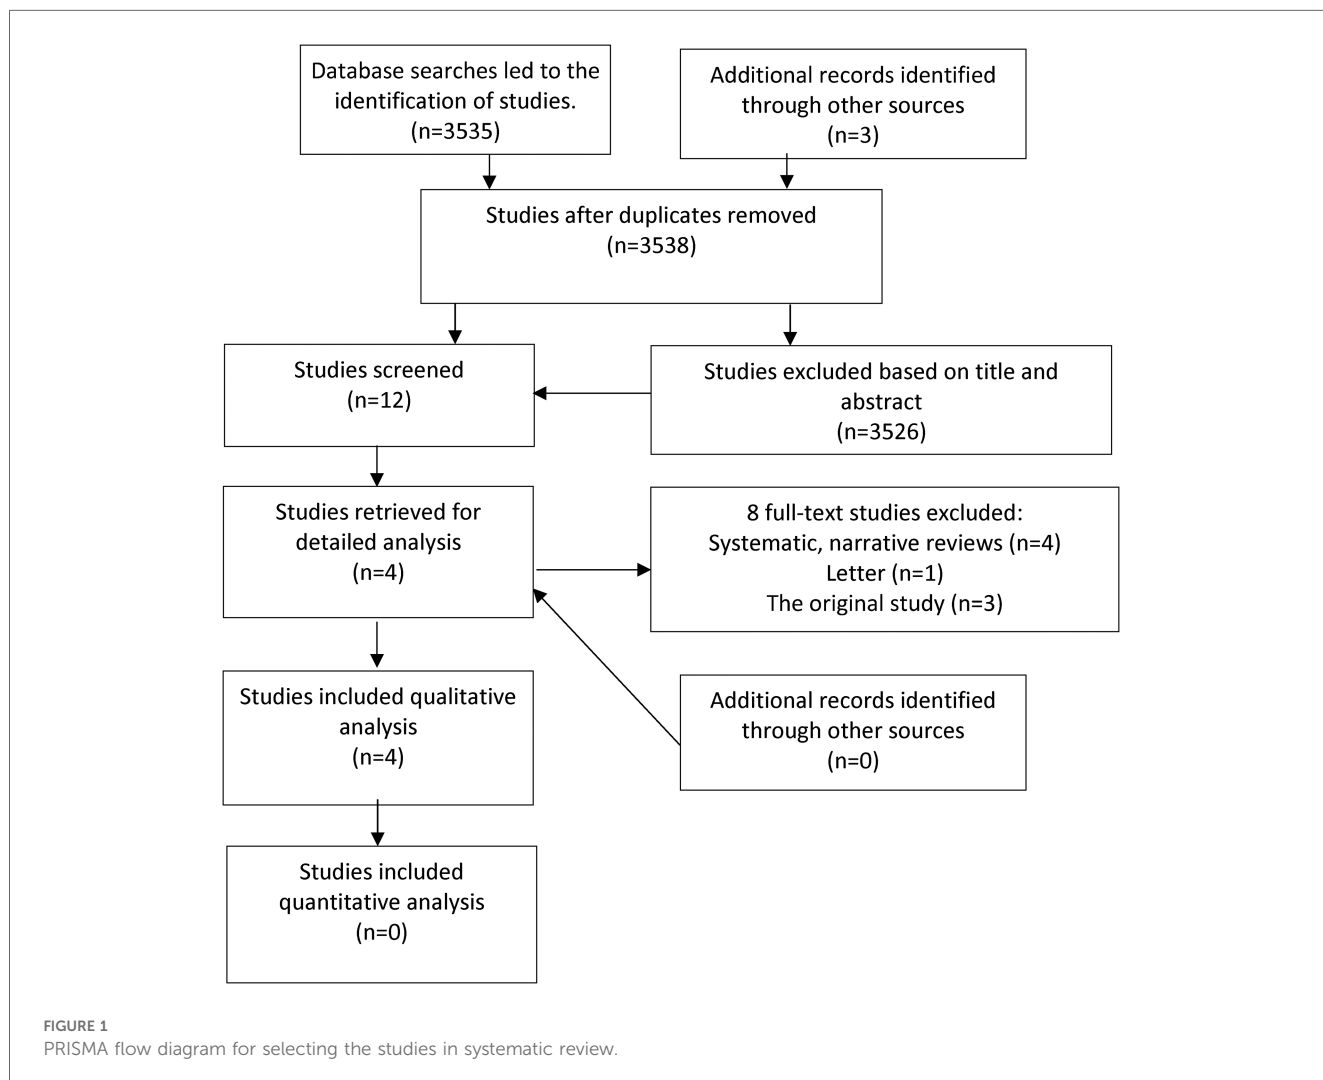 Database searches led to the
identification of studies.
(n=3535)
Additional records identified
through other sources
(n=3)
Studies after duplicates removed
(n=3538)
Studies screened
(n=12)
Studies excluded based on title and
abstract
(n=3526)
Studies retrieved for
detailed analysis
(n=4)
8 full-text studies excluded:
Systematic, narrative reviews (n=4)
Letter (n=1)
The original study (n=3)
Studies included qualitative
analysis
(n=4)
Additional records identified
through other sources
(n=0)
Studies included
quantitative analysis
(n=0)
FIGURE 1
PRISMA flow diagram for selecting the studies in systematic review.